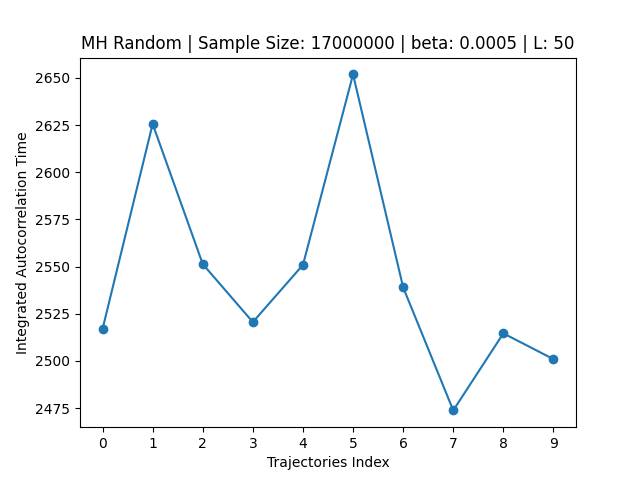 MH Random | Sample Size: 17000000 | beta: 0.0005 | L: 50
Integrated Autocorrelation Time
2650
2625
2600
2575
2550
2525
2500
2475
0 1 2 3 4 5 6 7 8 9
Trajectories Index